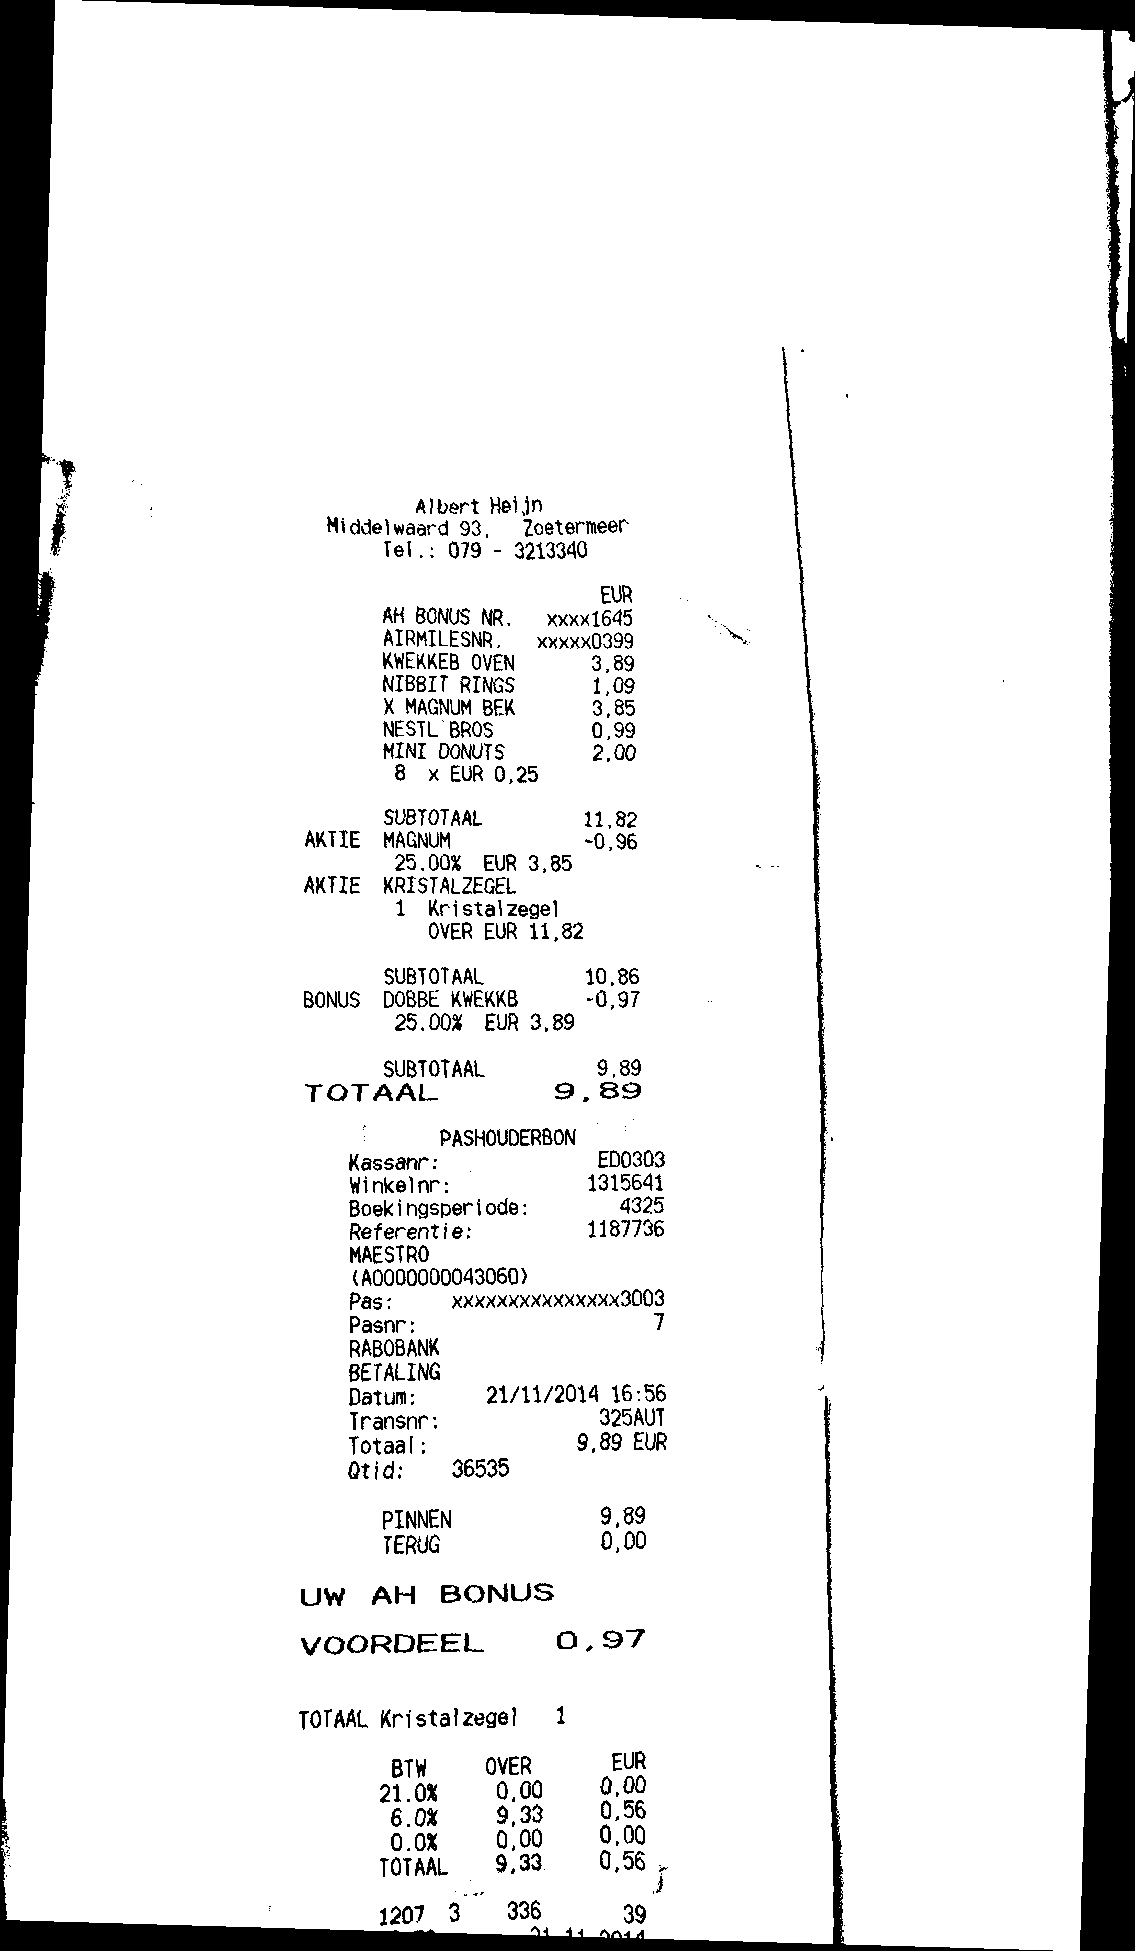 Albert Heijn
Middelwaard 93, Zoetermeer
Tel.: 079 - 3213340
EUR
AH BONUS NR. xxxx1645
AIRMILESNR. xxxxx0399
KWEKKEB OVEN 3,89
NIBBIT RINGS 1,09
X MAGNUM BEK 3,85
NESTL BROS 0,99
MINI DONUTS 2,00
8 x EUR 0,25
SUBTOTAAL 11,82
AKTIE MAGNUM -0,96
25.00% EUR 3,85
AKTIE KRISTALZEGEL
1 Kristalzegel
OVER EUR 11,82
SUBTOTAAL 10,86
BONUS DOBBE KWEKKB -0,97
25.00% EUR 3,89
SUBTOTAAL 9,89
TOTAAL 9,89
PASHOUDERBON
Kassanr: ED0303
Winkelnr: 1315641
Boekingsperiode: 4325
Referentie: 1187736
MAESTRO
(A0000000043060)
Pas: xxxxxxxxxxxxxxx3003
Pasnr: 7
RABOBANK
BETALING
Datum: 21/11/2014 16:56
Transnr: 325AUT
Totaal: 9,89 EUR
Qtid: 36535
PINNEN 9,89
TERUG 0,00
UW AH BONUS
VOORDEEL 0,97
TOTAAL Kristalzegel 1
BTW OVER EUR
21.0% 0,00 0,00
6.0% 9,33 0,56
0.0% 0,00 0,00
TOTAAL 9,33 0,56
1207 3 336 39